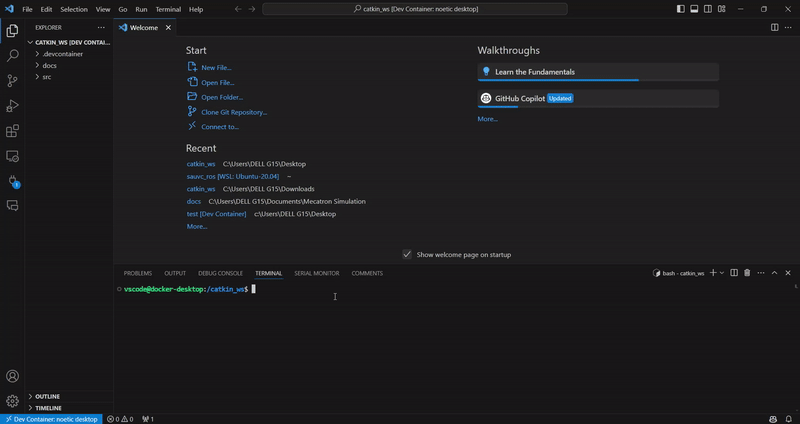 File Edit Selection View Go Run Terminal Help
catkin_ws [Dev Container: noetic desktop]
EXPLORER
CATKIN_WS [DEV CONTAI...
.devcontainer
docs
src
Welcome
Start
New File...
Open File...
Open Folder...
Clone Git Repository...
Connect to...
Recent
catkin_ws C:\Users\DELL G15\Desktop
sauvc_ros [WSL: Ubuntu-20.04] ~
catkin_ws C:\Users\DELL G15\Downloads
docs C:\Users\DELL G15\Documents\Mecatron Simulation
test [Dev Container] c:\Users\DELL G15\Desktop
More...
Walkthroughs
Learn the Fundamentals
GitHub Copilot Updated
More...
Show welcome page on startup
PROBLEMS OUTPUT DEBUG CONSOLE TERMINAL SERIAL MONITOR COMMENTS
bash - catkin_ws
vscode@docker-desktop:/catkin_ws$
1
OUTLINE
TIMELINE
Dev Container: noetic desktop 0 0 1